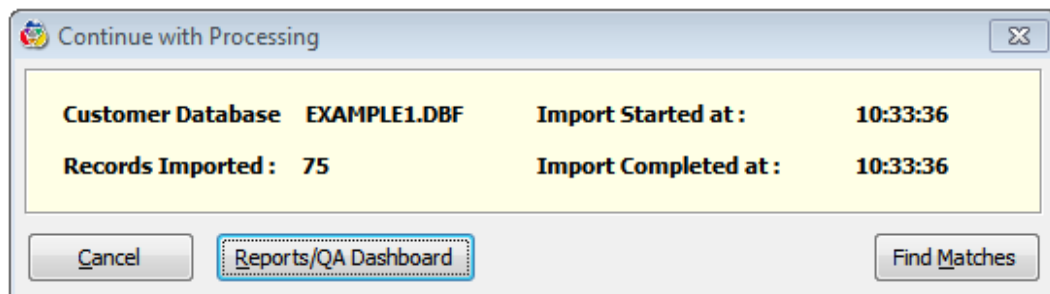 Continue with Processing
Customer Database EXAMPLE1.DBF Import Started at : 10:33:36
Records Imported : 75 Import Completed at : 10:33:36
Cancel Reports/QA Dashboard Find Matches